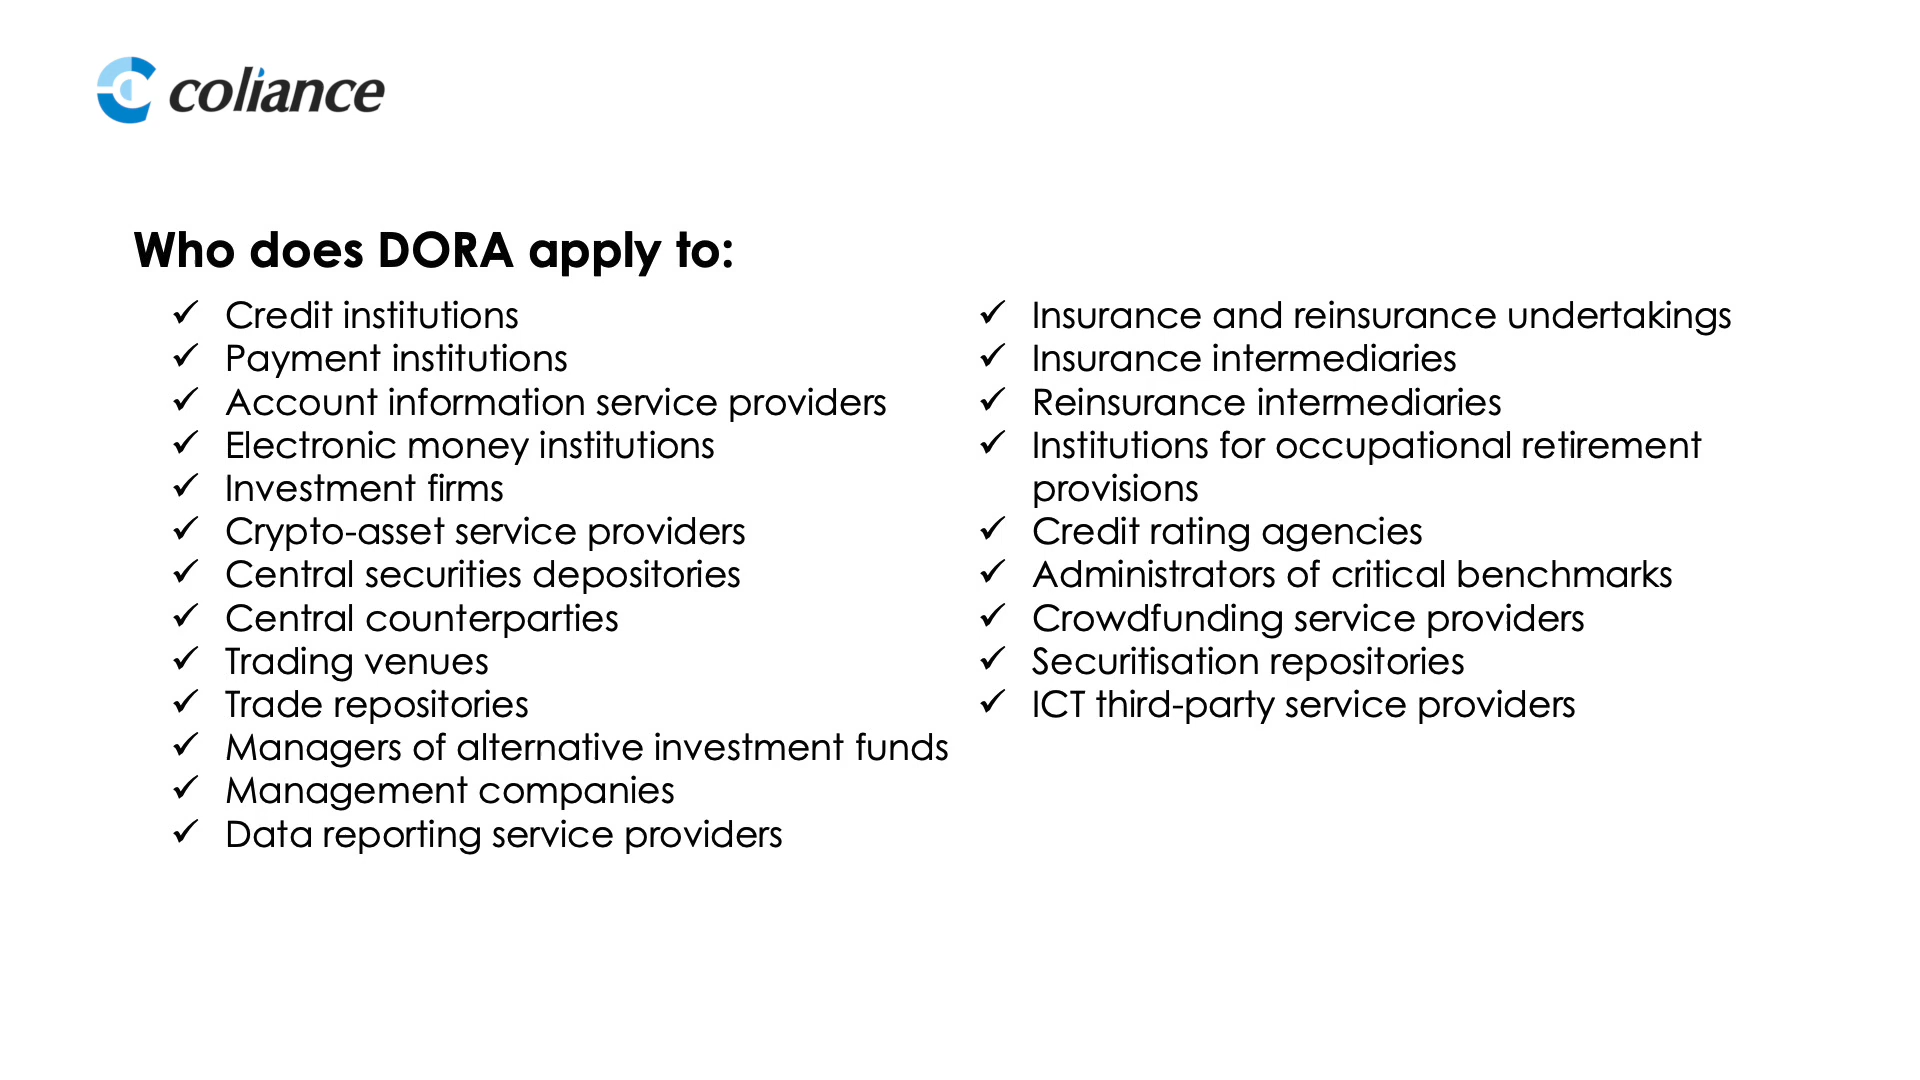 coliance
Who does DORA apply to:
✓ Credit institutions
✓ Payment institutions
✓ Account information service providers
✓ Electronic money institutions
✓ Investment firms
✓ Crypto-asset service providers
✓ Central securities depositories
✓ Central counterparties
✓ Trading venues
✓ Trade repositories
✓ Managers of alternative investment funds
✓ Management companies
✓ Data reporting service providers
✓ Insurance and reinsurance undertakings
✓ Insurance intermediaries
✓ Reinsurance intermediaries
✓ Institutions for occupational retirement
provisions
✓ Credit rating agencies
✓ Administrators of critical benchmarks
✓ Crowdfunding service providers
✓ Securitisation repositories
✓ ICT third-party service providers